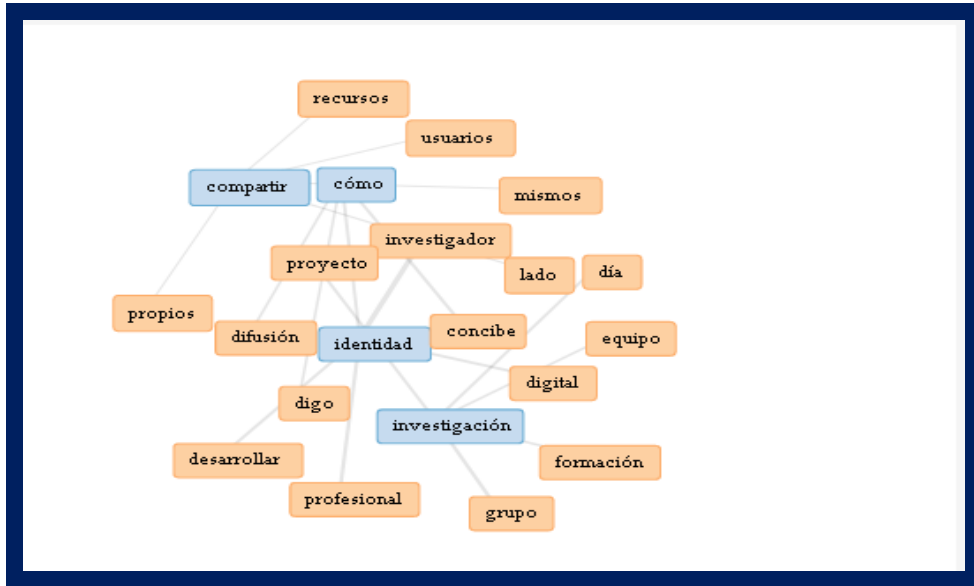 recursos
usuarios
compartir
cómo
mismos
investigador
proyecto
lado
día
propios
difusión
identidad
concibe
equipo
digital
digo
investigación
desarrollar
formación
profesional
grupo